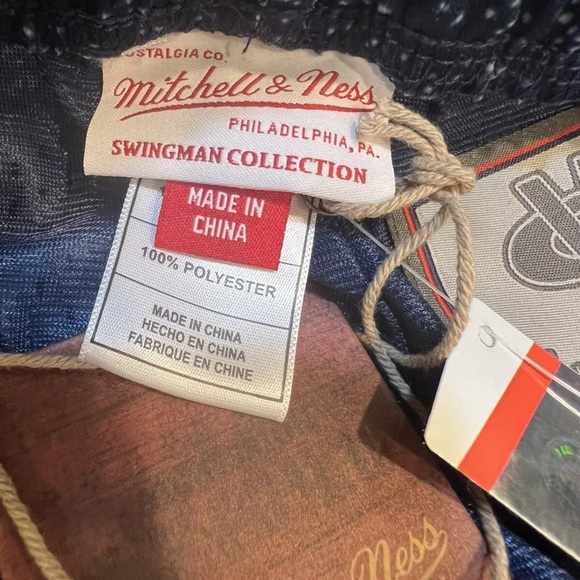 NOSTALGIA CO.
Mitchell & Ness
PHILADELPHIA, PA.
SWINGMAN COLLECTION
MADE IN
CHINA
100% POLYESTER
MADE IN CHINA
HECHO EN CHINA
FABRIQUE EN CHINE
Ness